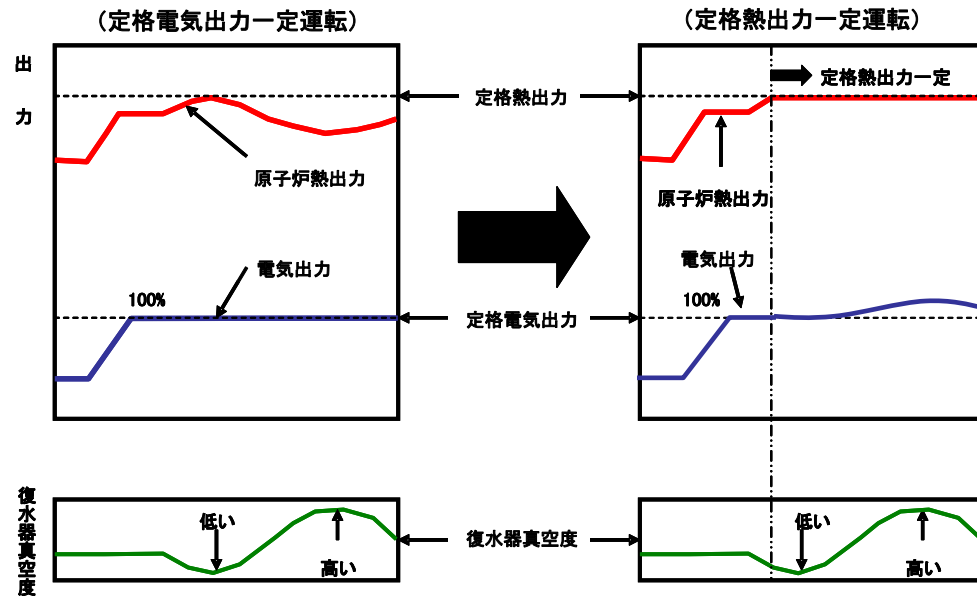 (定格電気出力一定運転)
(定格熱出力一定運転)
出力
定格熱出力
定格熱出力一定
原子炉熱出力
原子炉熱出力
電気出力
電気出力
100%
100%
定格電気出力
復水器真空度
低い
高い
復水器真空度
低い
高い